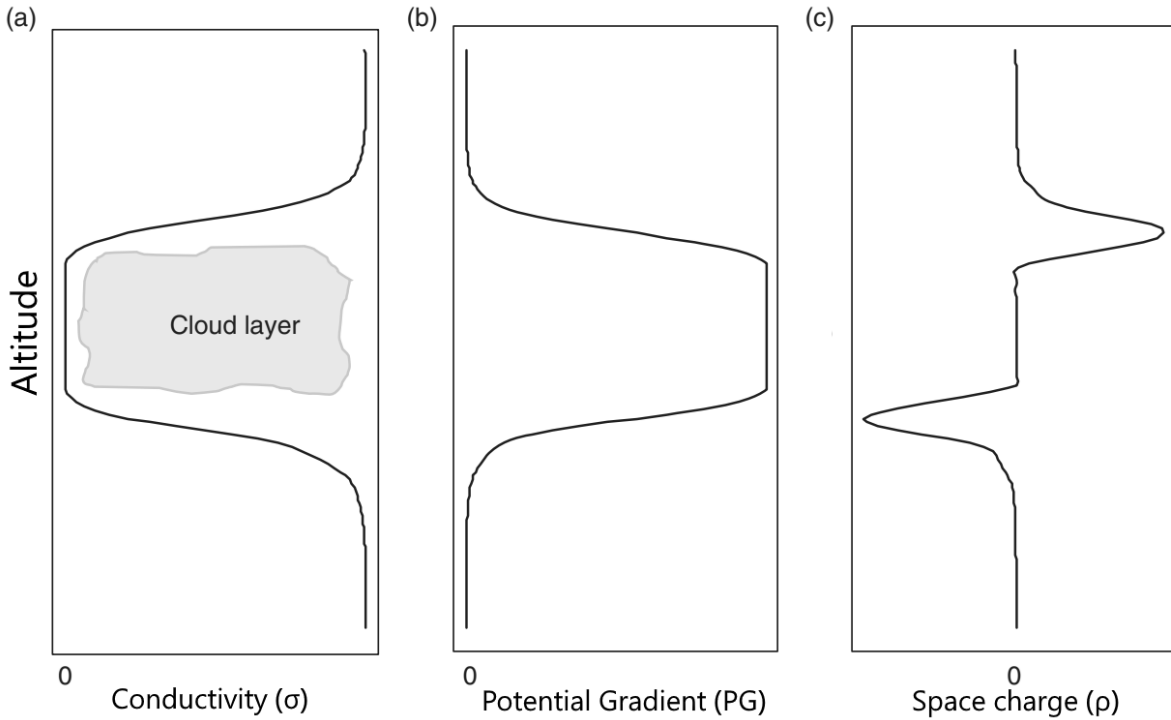 (a)
(b)
(c)
Altitude
Cloud layer
0
0
0
Conductivity (σ)
Potential Gradient (PG)
Space charge (ρ)